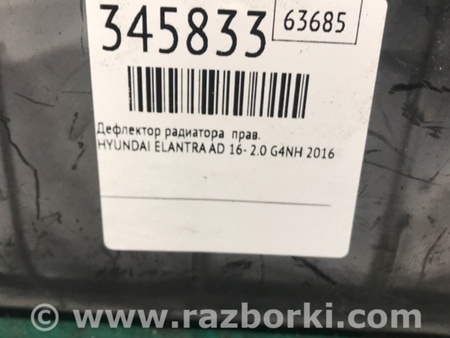 345833 63685
Дефлектор радиатора прав.
HYUNDAI ELANTRA AD 16- 2.0 G4NH 2016
© www.razborki.com